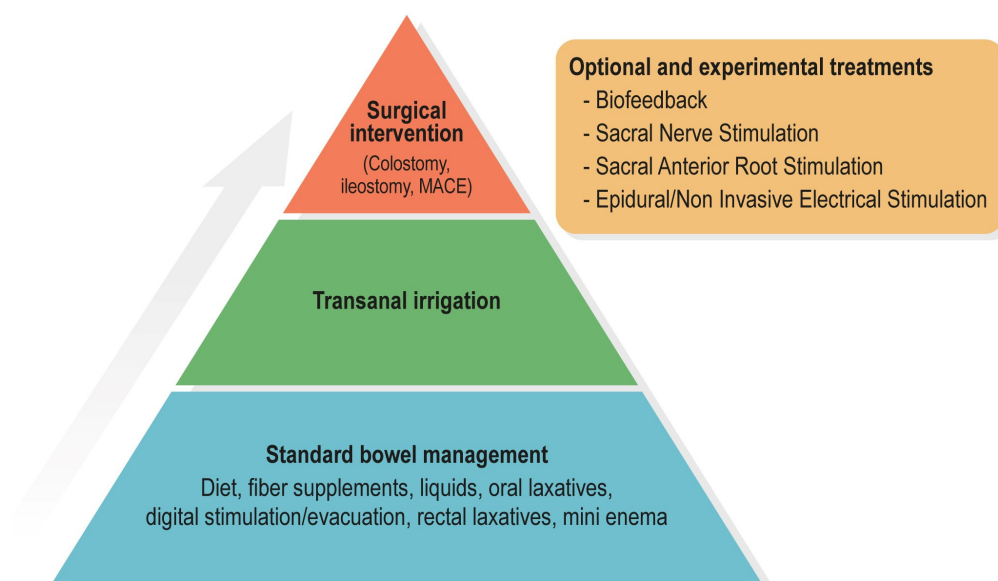 Surgical
intervention
(Colostomy,
ileostomy, MACE)
Optional and experimental treatments
- Biofeedback
- Sacral Nerve Stimulation
- Sacral Anterior Root Stimulation
- Epidural/Non Invasive Electrical Stimulation
Transanal irrigation
Standard bowel management
Diet, fiber supplements, liquids, oral laxatives,
digital stimulation/evacuation, rectal laxatives, mini enema